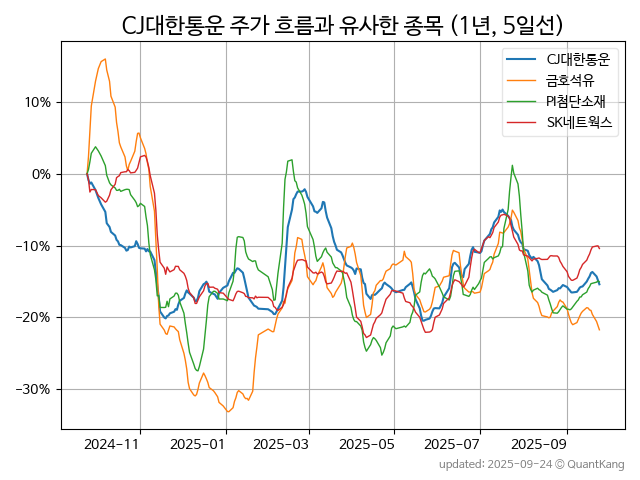 CJ대한통운 주가 흐름과 유사한 종목 (1년, 5일선)
CJ대한통운
금호석유
PI첨단소재
SK네트웍스
10%
0%
−10%
−20%
−30%
2024-11
2025-01
2025-03
2025-05
2025-07
2025-09
updated: 2025-09-24 © QuantKang